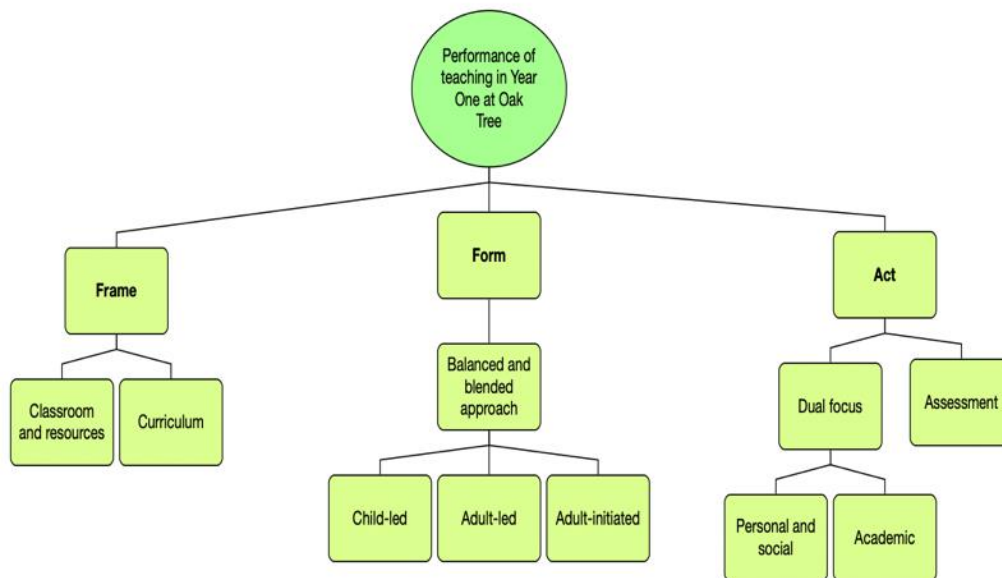 Performance of
teaching in Year
One at Oak
Tree
Frame
Form
Act
Classroom
and resources
Curriculum
Balanced and
blended
approach
Dual focus
Assessment
Child-led
Adult-led
Adult-initiated
Personal and
social
Academic